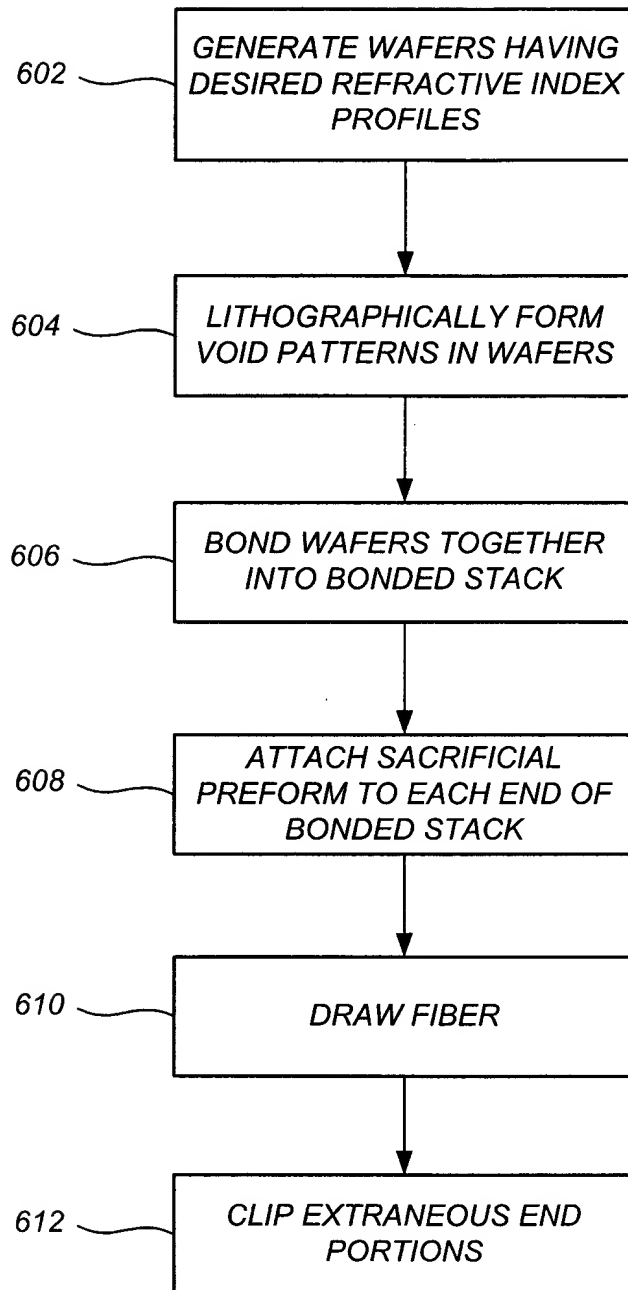 602
GENERATE WAFERS HAVING
DESIRED REFRACTIVE INDEX
PROFILES
604
LITHOGRAPHICALLY FORM
VOID PATTERNS IN WAFERS
606
BOND WAFERS TOGETHER
INTO BONDED STACK
608
ATTACH SACRIFICIAL
PREFORM TO EACH END OF
BONDED STACK
610
DRAW FIBER
612
CLIP EXTRANEOUS END
PORTIONS